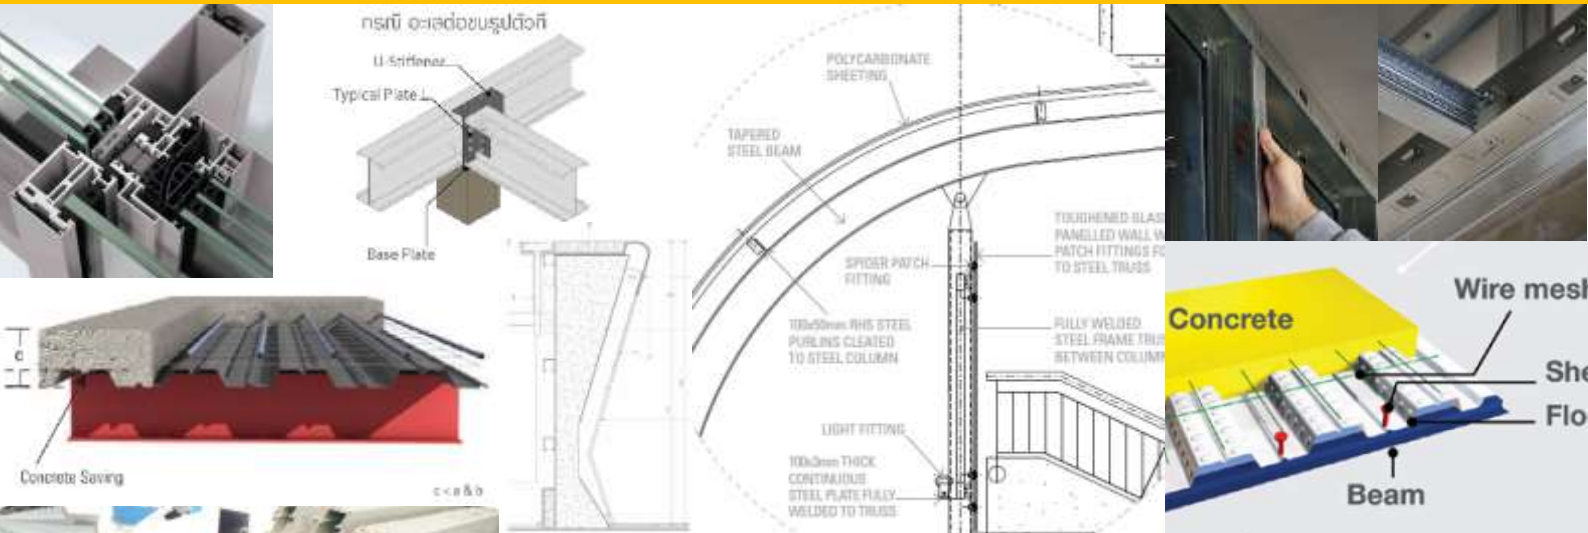 กรณี อะเสต่อชนรูปตัวที
U-Stiffener
Typical Plate
Base Plate
Concrete Saving
c < a & b
POLYCARBONATE
SHEETING
TAPERED
STEEL BEAM
SPIDER PATCH
FITTING
100x50mm RHS STEEL
PURLINS CLEATED
TO STEEL COLUMN
LIGHT FITTING
100x3mm THICK
CONTINUOUS
STEEL PLATE FULLY
WELDED TO TRUSS
TOUGHENED GLAS
PANELLED WALL W
PATCH FITTINGS FO
TO STEEL TRUSS
FULLY WELDED
STEEL FRAME TRUS
BETWEEN COLUMN
Concrete
Wire mesh
She
Flo
Beam